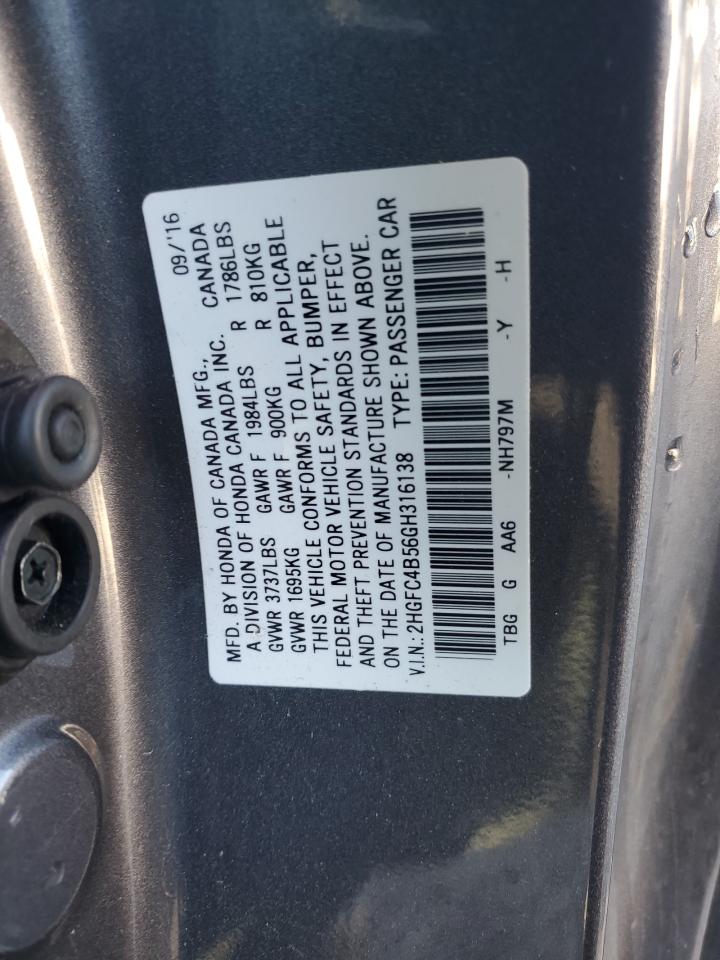 MFD. BY HONDA OF CANADA MFG., 09/'16
A DIVISION OF HONDA CANADA INC. CANADA
GVWR 3737LBS GAWR F 1984LBS R 1786LBS
GVWR 1695KG GAWR F 900KG R 810KG
THIS VEHICLE CONFORMS TO ALL APPLICABLE
FEDERAL MOTOR VEHICLE SAFETY, BUMPER,
AND THEFT PREVENTION STANDARDS IN EFFECT
ON THE DATE OF MANUFACTURE SHOWN ABOVE.
V.I.N.: 2HGFC4B56GH316138 TYPE: PASSENGER CAR
TBG G AA6 -NH797M -Y -H